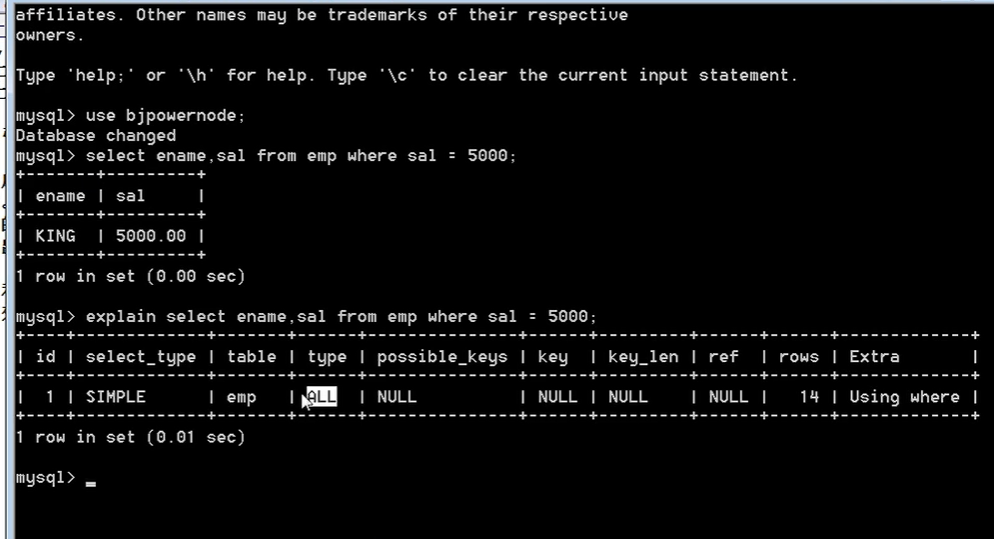 affiliates. Other names may be trademarks of their respective
owners.
Type 'help;' or '\h' for help. Type '\c' to clear the current input statement.
mysql> use bjpowernode;
Database changed
mysql> select ename,sal from emp where sal = 5000;
+-------+---------+
| ename | sal     |
+-------+---------+
| KING  | 5000.00 |
+-------+---------+
1 row in set (0.00 sec)
mysql> explain select ename,sal from emp where sal = 5000;
+----+-------------+-------+------+---------------+------+---------+------+------+-------------+
| id | select_type | table | type | possible_keys | key  | key_len | ref  | rows | Extra       |
+----+-------------+-------+------+---------------+------+---------+------+------+-------------+
|  1 | SIMPLE      | emp   | ALL  | NULL          | NULL | NULL    | NULL |   14 | Using where |
+----+-------------+-------+------+---------------+------+---------+------+------+-------------+
1 row in set (0.01 sec)
mysql> _